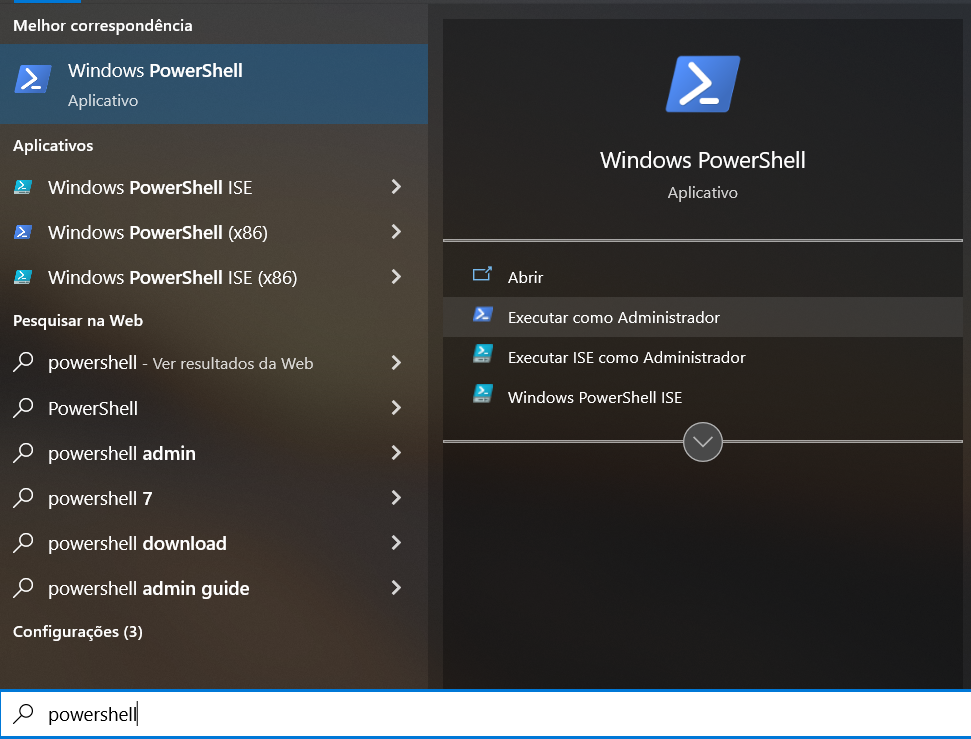 Melhor correspondência
Windows PowerShell
Aplicativo
Aplicativos
Windows PowerShell ISE
Windows PowerShell (x86)
Windows PowerShell ISE (x86)
Pesquisar na Web
powershell - Ver resultados da Web
PowerShell
powershell admin
powershell 7
powershell download
powershell admin guide
Configurações (3)
Windows PowerShell
Aplicativo
Abrir
Executar como Administrador
Executar ISE como Administrador
Windows PowerShell ISE
powershell